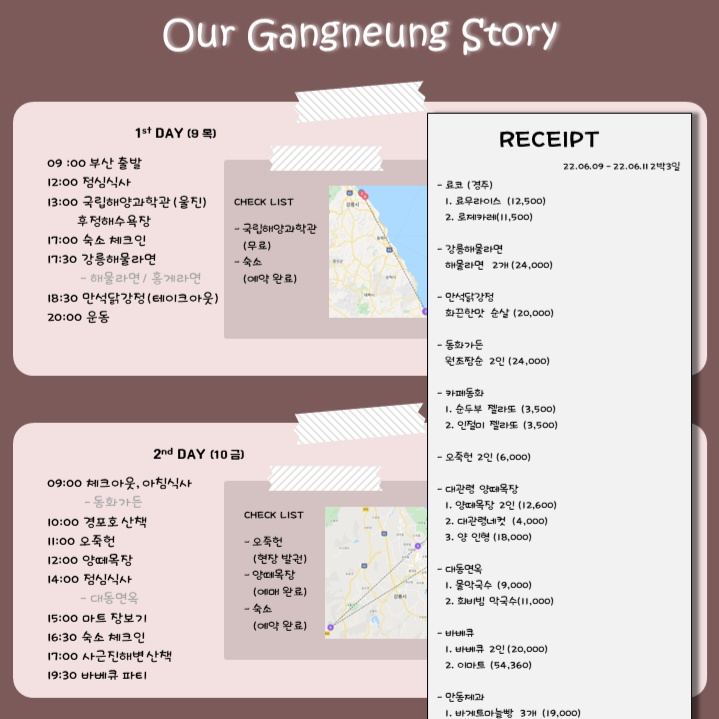 Our Gangneung Story
1st DAY (9 목)
09 :00 부산 출발
12:00 점심식사
13:00 국립해양과학관 (울진)
후정해수욕장
17:00 숙소 체크인
17:30 강릉해물라면
- 해물라면 / 홍게라면
18:30 만석닭강정 (테이크아웃)
20:00 운동
CHECK LIST
- 국립해양과학관
(무료)
- 숙소
(예약 완료)
2nd DAY (10 금)
09:00 체크아웃, 아침식사
- 동화가든
10:00 경포호 산책
11:00 오죽헌
12:00 양떼목장
14:00 점심식사
- 대동면옥
15:00 마트 장보기
16:30 숙소 체크인
17:00 사근진해변 산책
19:30 바베큐 파티
CHECK LIST
- 오죽헌
(현장 발권)
- 양떼목장
(예매 완료)
- 숙소
(예약 완료)
RECEIPT
22.06.09 - 22.06.11 2박3일
- 료코 (경주)
1. 료무라이스 (12,500)
2. 로제카레(11,500)
- 강릉해물라면
해물라면 2개 (24,000)
- 만석닭강정
화끈한맛 순살 (20,000)
- 동화가든
원조짬순 2인 (24,000)
- 카페동화
1. 순두부 젤라또 (3,500)
2. 인절미 젤라또 (3,500)
- 오죽헌 2인 (6,000)
- 대관령 양떼목장
1. 양떼목장 2인 (12,600)
2. 대관령네컷 (4,000)
3. 양 인형 (18,000)
- 대동면옥
1. 물막국수 (9,000)
2. 회비빔 막국수(11,000)
- 바베큐
1. 바베큐 2인 (20,000)
2. 이마트 (54,360)
- 만동제과
1. 바게트마늘빵 3개 (19,000)